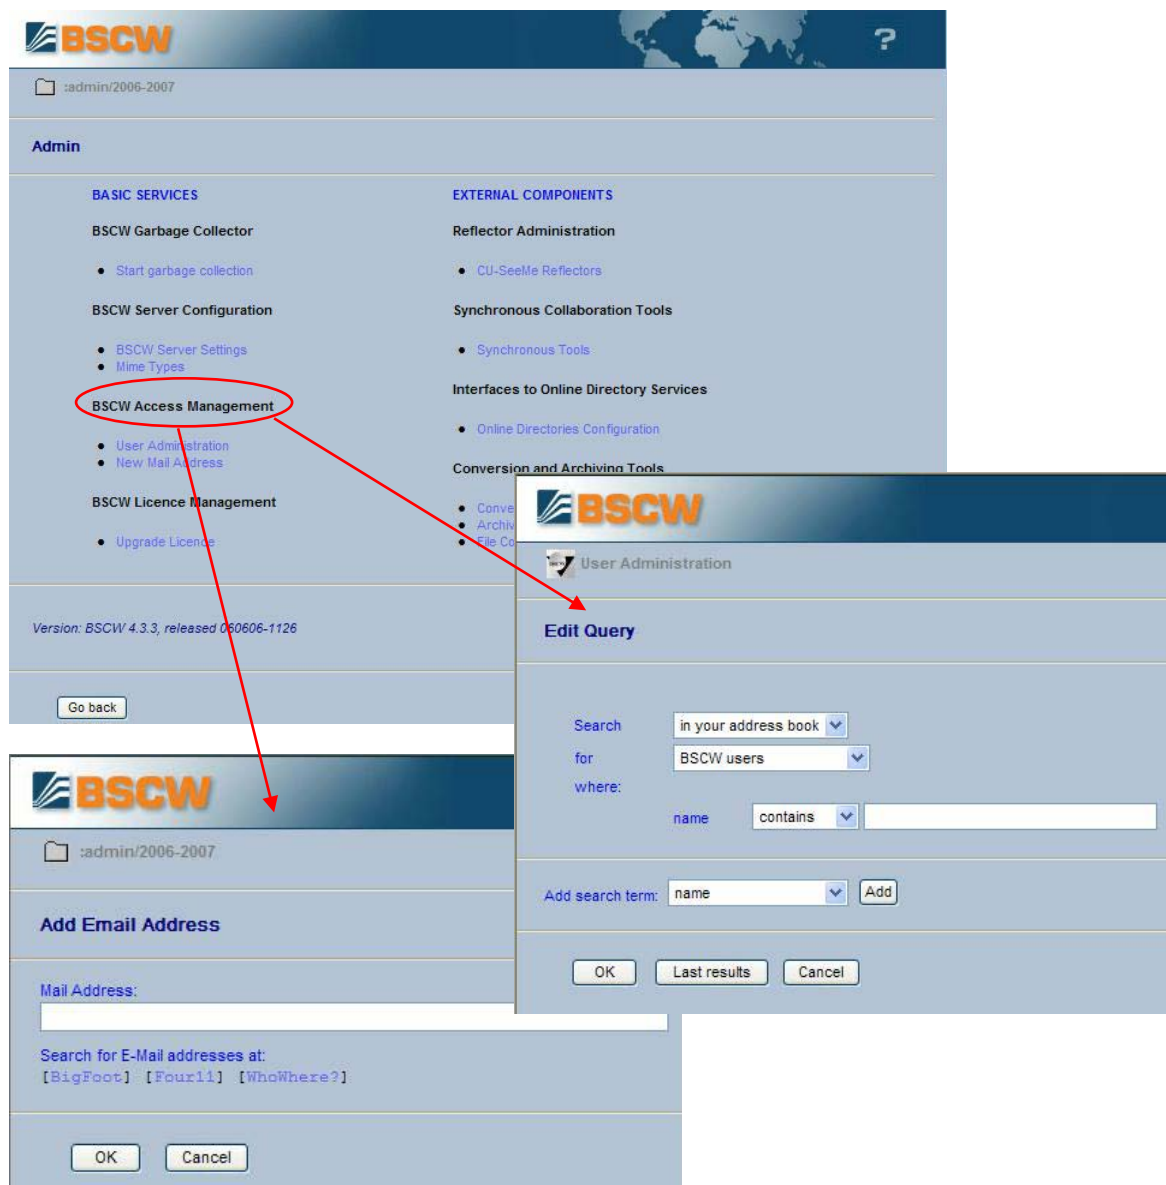 BSCW
?
:admin/2006-2007
Admin
BASIC SERVICES
BSCW Garbage Collector
Start garbage collection
BSCW Server Configuration
BSCW Server Settings
Mime Types
BSCW Access Management
User Administration
New Mail Address
BSCW Licence Management
Upgrade Licence
EXTERNAL COMPONENTS
Reflector Administration
CU-SeeMe Reflectors
Synchronous Collaboration Tools
Synchronous Tools
Interfaces to Online Directory Services
Online Directories Configuration
Conversion and Archiving Tools
Conve
Archiv
File Co
Version: BSCW 4.3.3, released 060606-1126
Go back
BSCW
User Administration
Edit Query
Search in your address book
for BSCW users
where:
name contains
Add search term: name Add
OK Last results Cancel
BSCW
:admin/2006-2007
Add Email Address
Mail Address:
Search for E-Mail addresses at:
[BigFoot] [Four11] [WhoWhere?]
OK Cancel